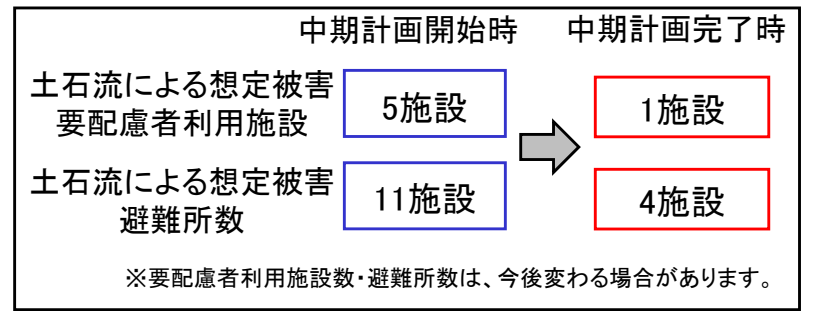 中期計画開始時 中期計画完了時
土石流による想定被害
要配慮者利用施設
5施設 1施設
土石流による想定被害
避難所数
11施設 4施設
※要配慮者利用施設数・避難所数は、今後変わる場合があります。